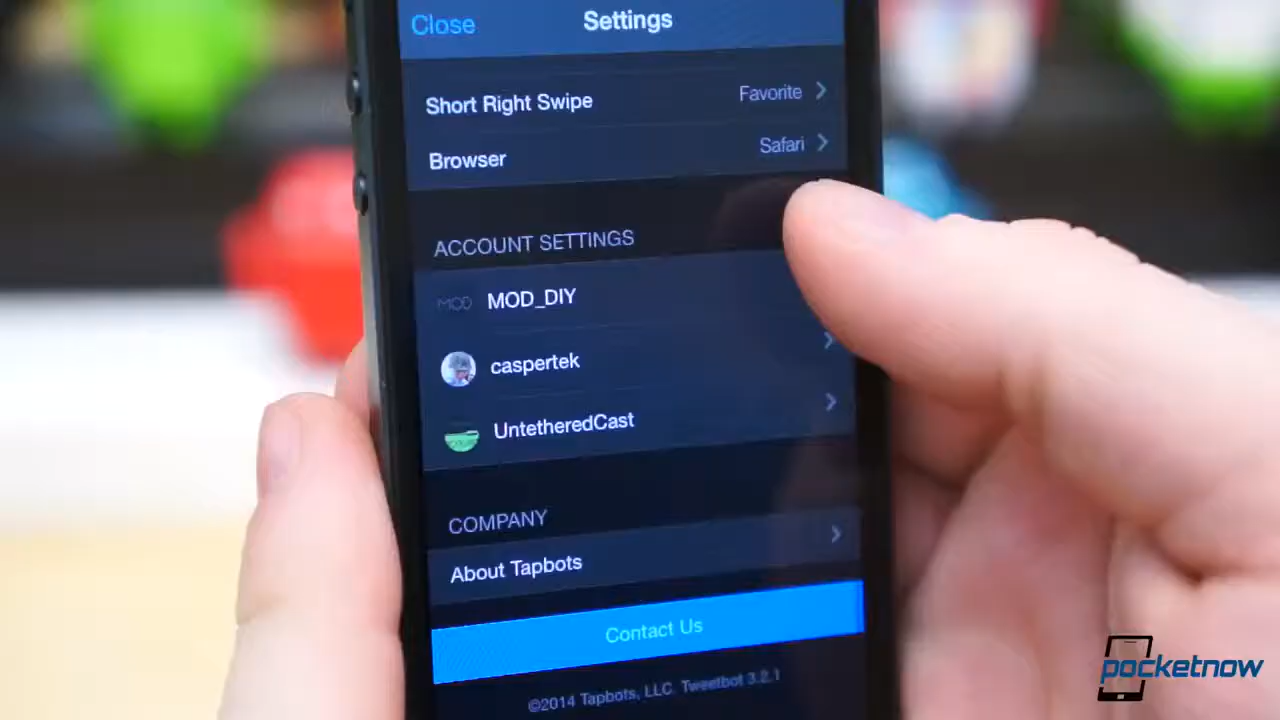 Close Settings
Short Right Swipe Favorite
Browser Safari
ACCOUNT SETTINGS
MOD MOD_DIY
caspertek
UntetheredCast
COMPANY
About Tapbots
Contact Us
©2014 Tapbots, LLC. Tweetbot 3.2.1
pocketnow